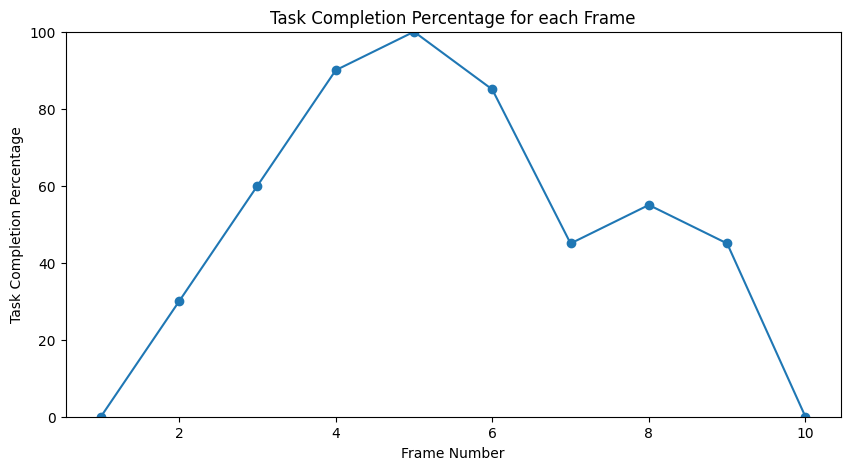 Task Completion Percentage for each Frame
100
80
60
40
20
0
Task Completion Percentage
2 4 6 8 10
Frame Number